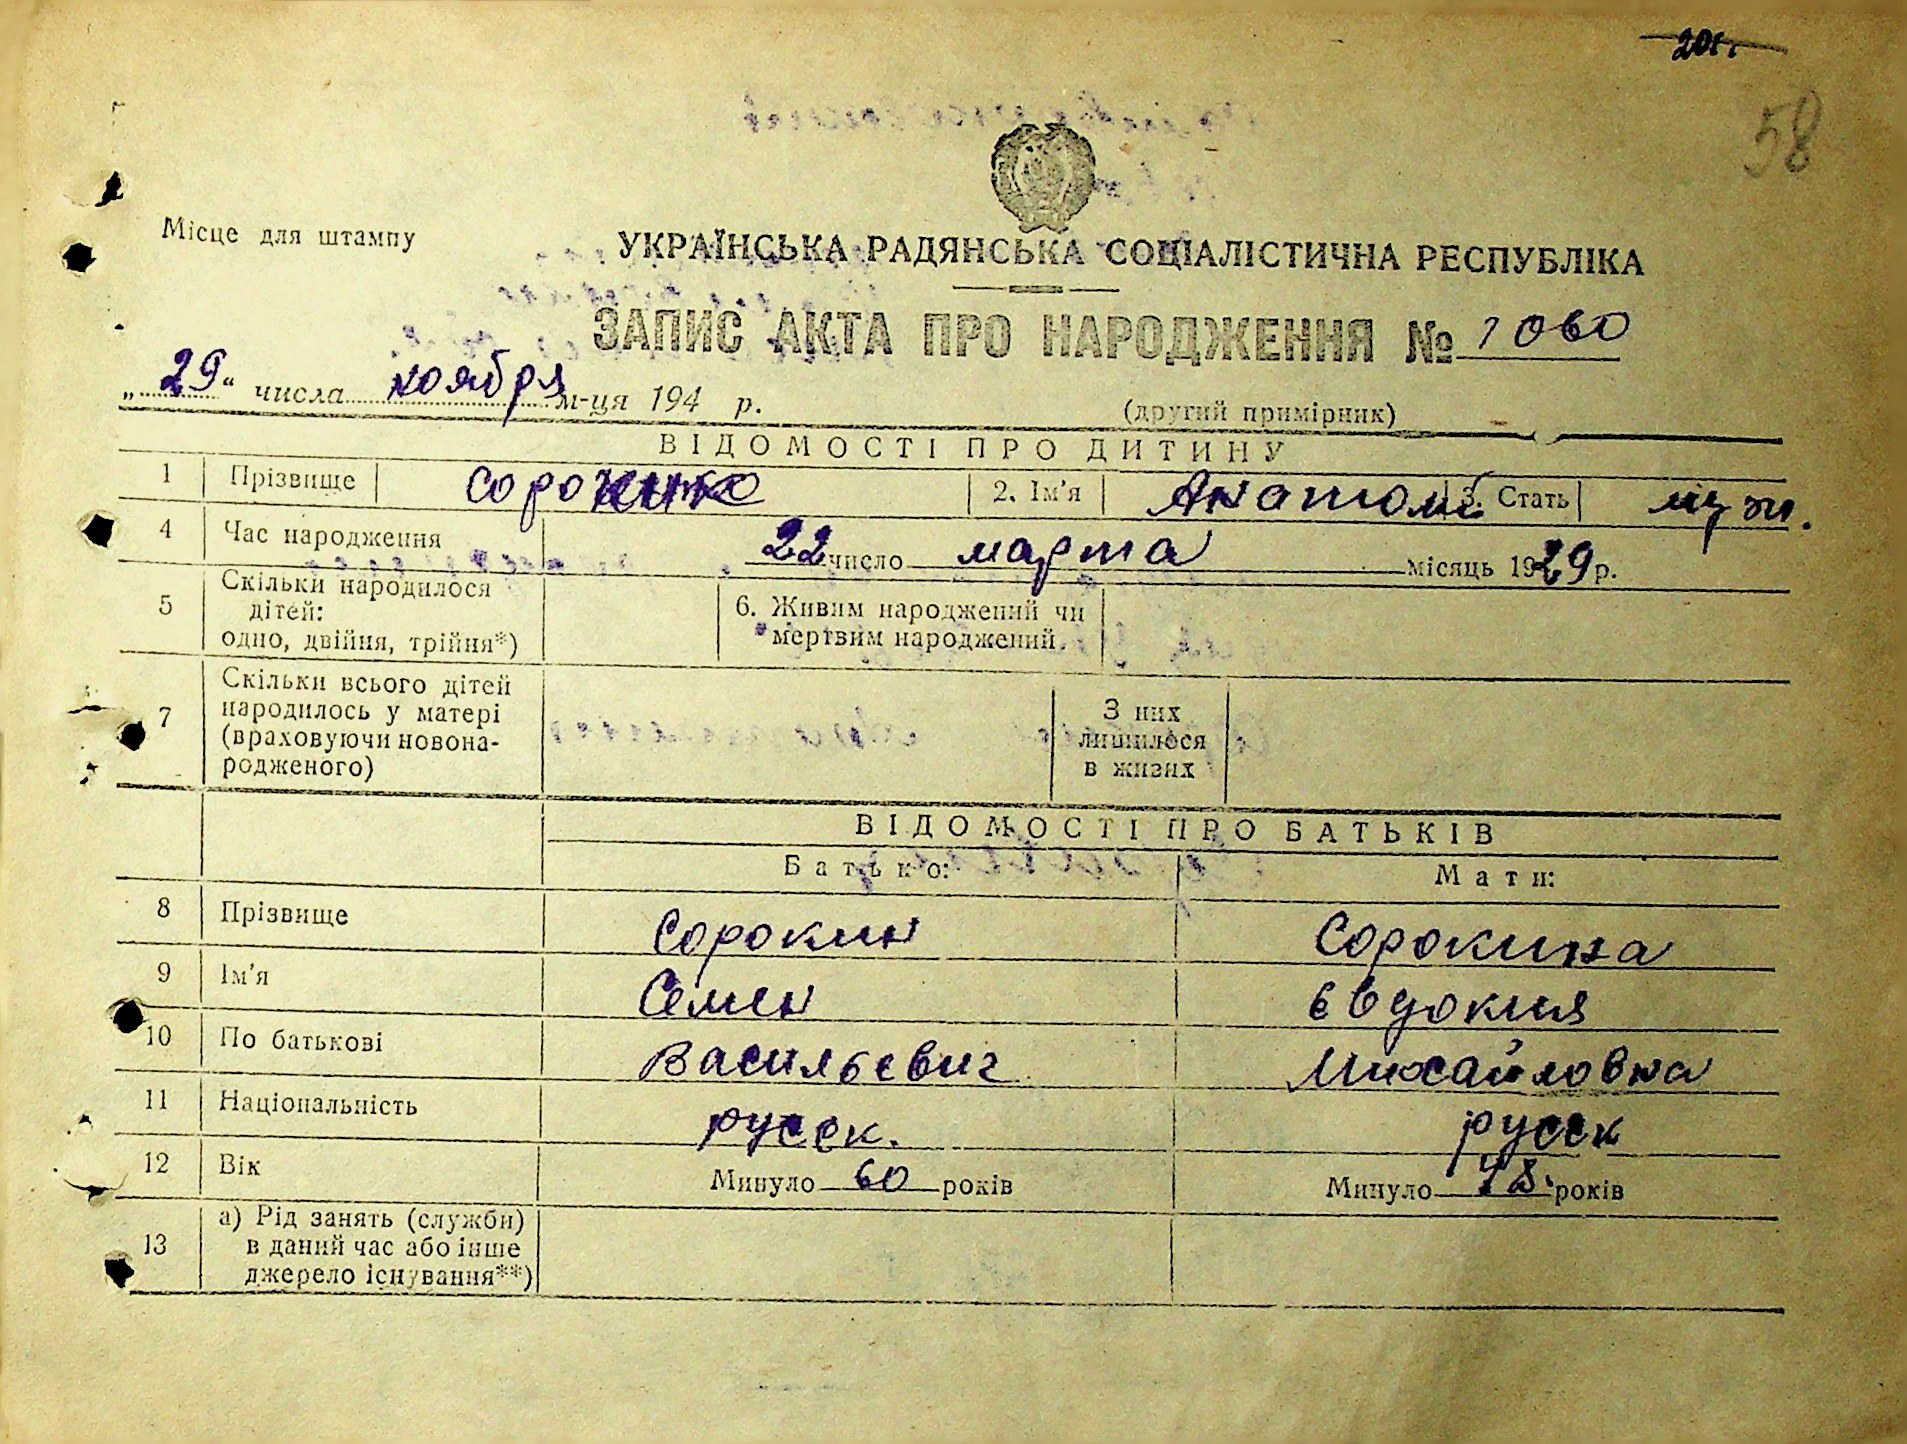 20г.
58
Місце для штампу
УКРАЇНСЬКА РАДЯНСЬКА СОЦІАЛІСТИЧНА РЕСПУБЛІКА
ЗАПИС АКТА ПРО НАРОДЖЕННЯ № 1060
„29“ числа ноября м-ця 194 р.
(другий примірник)
ВІДОМОСТІ ПРО ДИТИНУ
1 Прізвище 2. Ім'я Анатолий 3. Стать муж.
4 Час народження 22 число марта місяць 1929 р.
5 Скільки народилося дітей: одно, двійня, трійня*) 6. Живим народжений чи мертвим народжений.
7 Скільки всього дітей народилось у матері (враховуючи новонародженого) З них лишилося в живих
ВІДОМОСТІ ПРО БАТЬКІВ
Батько: Мати:
8 Прізвище Сорокин Сорокина
9 Ім'я Семен Євдокия
10 По батькові Васильевич Михайловна
11 Національність русск. русск
12 Вік Минуло 60 років Минуло 48. років
13 а) Рід занять (служби) в даний час або інше джерело існування**)